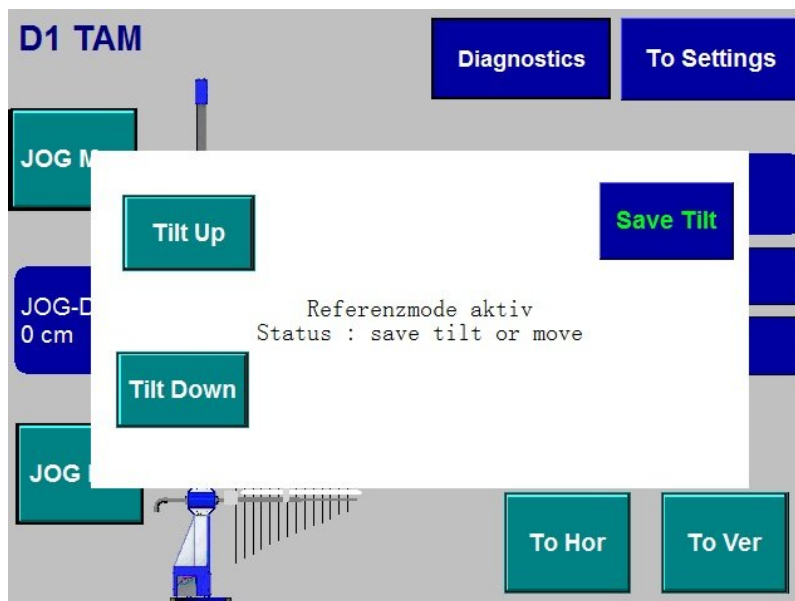 D1 TAM
Diagnostics
To Settings
JOG M
Tilt Up
Save Tilt
JOG-D
0 cm
Referenzmode aktiv
Status : save tilt or move
Tilt Down
JOG
To Hor
To Ver